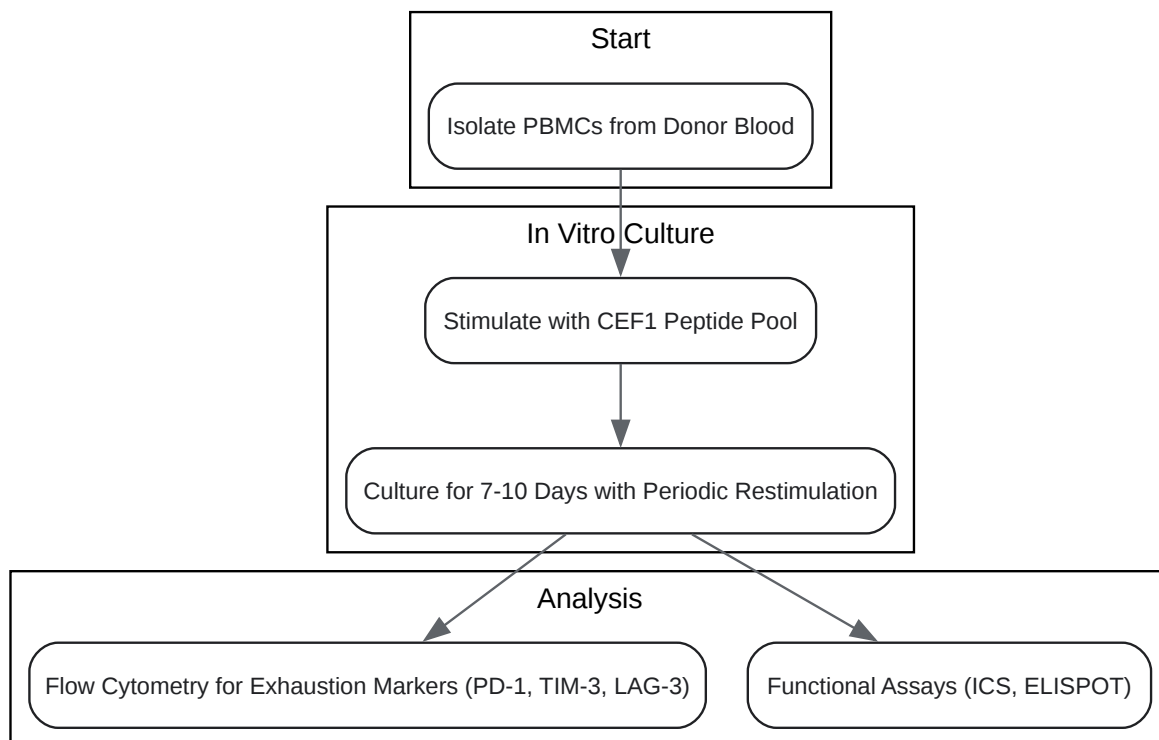 Start
Isolate PBMCs from Donor Blood
In Vitro Culture
Stimulate with CEF1 Peptide Pool
Culture for 7-10 Days with Periodic Restimulation
Analysis
Flow Cytometry for Exhaustion Markers (PD-1, TIM-3, LAG-3)
Functional Assays (ICS, ELISPOT)